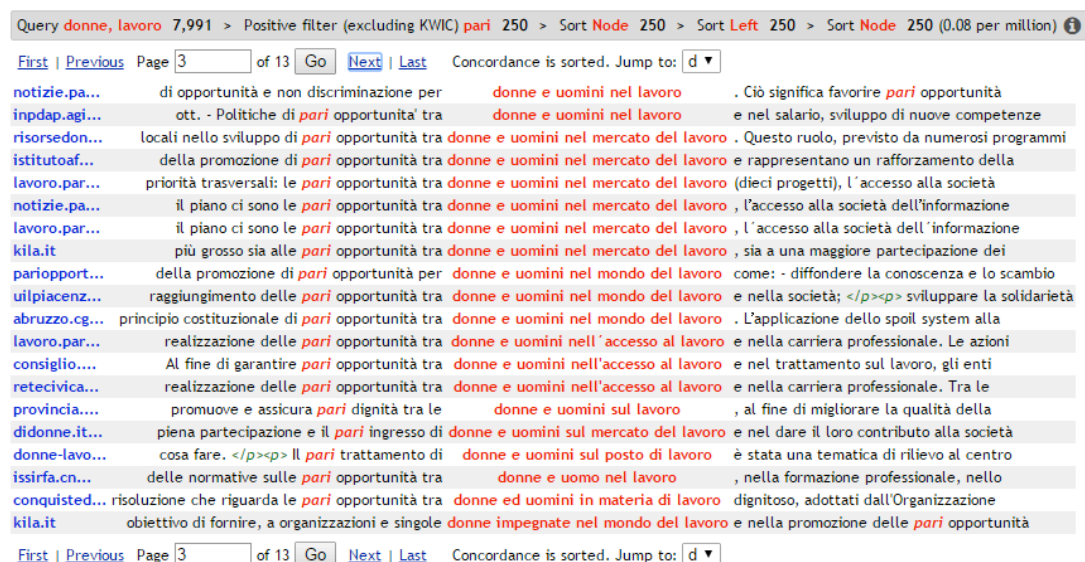 Query donne, lavoro 7,991 > Positive filter (excluding KWIC) pari 250 > Sort Node 250 > Sort Left 250 > Sort Node 250 (0.08 per million) i
First | Previous Page 3 of 13 Go Next | Last Concordance is sorted. Jump to: d ▼
notizie.pa... di opportunità e non discriminazione per donne e uomini nel lavoro . Ciò significa favorire pari opportunità
inpdap.agi... ott. - Politiche di pari opportunita' tra donne e uomini nel lavoro e nel salario, sviluppo di nuove competenze
risorsedon... locali nello sviluppo di pari opportunità tra donne e uomini nel mercato del lavoro . Questo ruolo, previsto da numerosi programmi
istitutoaf... della promozione di pari opportunità tra donne e uomini nel mercato del lavoro e rappresentano un rafforzamento della
lavoro.par... priorità trasversali: le pari opportunità tra donne e uomini nel mercato del lavoro (dieci progetti), l´accesso alla società
notizie.pa... il piano ci sono le pari opportunità tra donne e uomini nel mercato del lavoro , l'accesso alla società dell'informazione
lavoro.par... il piano ci sono le pari opportunità tra donne e uomini nel mercato del lavoro , l´accesso alla società dell´informazione
kila.it più grosso sia alle pari opportunità tra donne e uomini nel mercato del lavoro , sia a una maggiore partecipazione dei
pariopport... della promozione di pari opportunità per donne e uomini nel mondo del lavoro come: - diffondere la conoscenza e lo scambio
uilpiacenz... raggiungimento delle pari opportunità tra donne e uomini nel mondo del lavoro e nella società; </p><p> sviluppare la solidarietà
abruzzo.cg... principio costituzionale di pari opportunità tra donne e uomini nel mondo del lavoro . L'applicazione dello spoil system alla
lavoro.par... realizzazione delle pari opportunità tra donne e uomini nell´accesso al lavoro e nella carriera professionale. Le azioni
consiglio.... Al fine di garantire pari opportunità tra donne e uomini nell'accesso al lavoro e nel trattamento sul lavoro, gli enti
retecivica... realizzazione delle pari opportunità tra donne e uomini nell'accesso al lavoro e nella carriera professionale. Tra le
provincia.... promuove e assicura pari dignità tra le donne e uomini sul lavoro , al fine di migliorare la qualità della
didonne.it... piena partecipazione e il pari ingresso di donne e uomini sul mercato del lavoro e nel dare il loro contributo alla società
donne-lavo... cosa fare. </p><p> Il pari trattamento di donne e uomini sul posto di lavoro è stata una tematica di rilievo al centro
issirfa.cn... delle normative sulle pari opportunità tra donne e uomo nel lavoro , nella formazione professionale, nello
conquisted... risoluzione che riguarda le pari opportunità tra donne ed uomini in materia di lavoro dignitoso, adottati dall'Organizzazione
kila.it obiettivo di fornire, a organizzazioni e singole donne impegnate nel mondo del lavoro e nella promozione delle pari opportunità
First | Previous Page 3 of 13 Go Next | Last Concordance is sorted. Jump to: d ▼